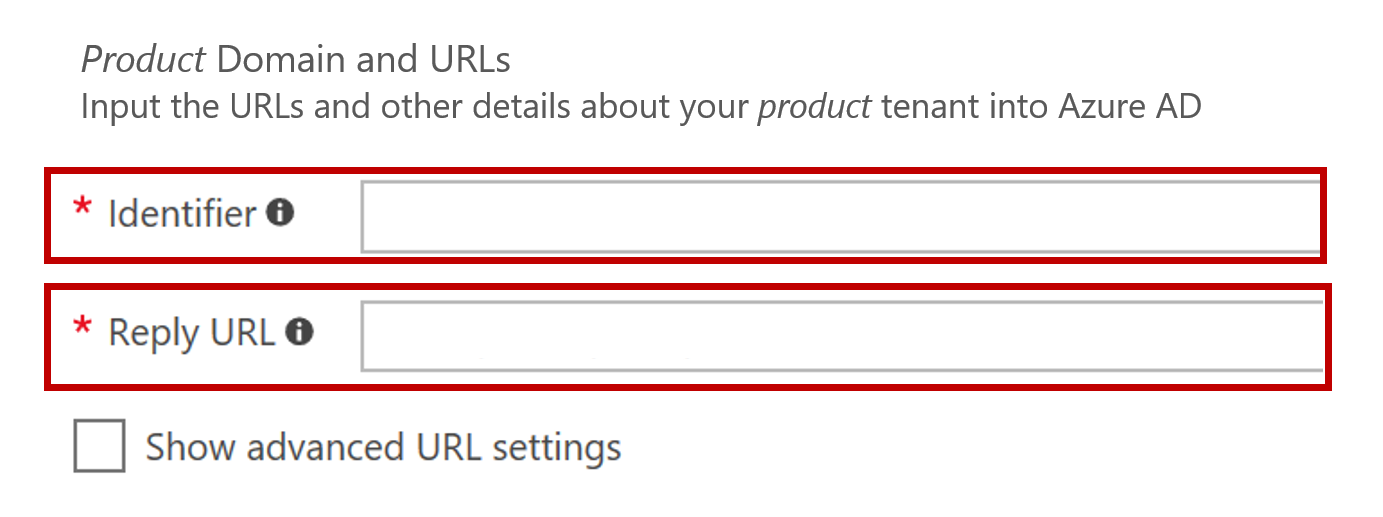 Product Domain and URLs
Input the URLs and other details about your product tenant into Azure AD
* Identifier
* Reply URL
Show advanced URL settings